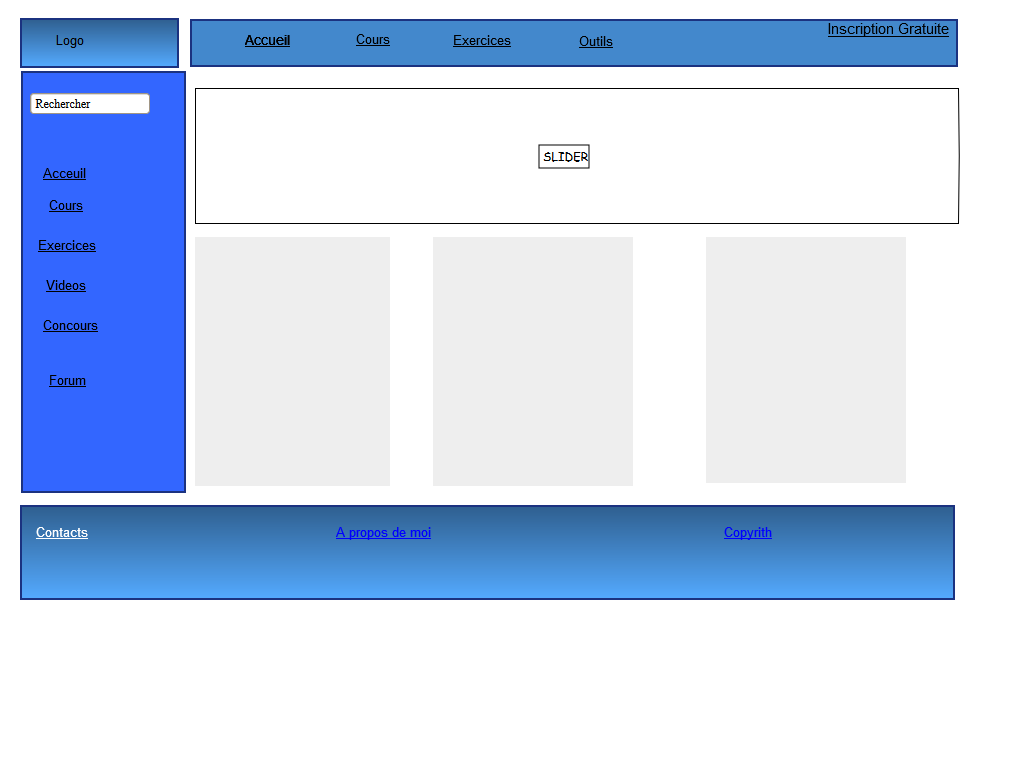 Logo
Accueil
Cours
Exercices
Outils
Inscription Gratuite
Rechercher
Acceuil
Cours
Exercices
Videos
Concours
Forum
SLIDER
Contacts
A propos de moi
Copyrith